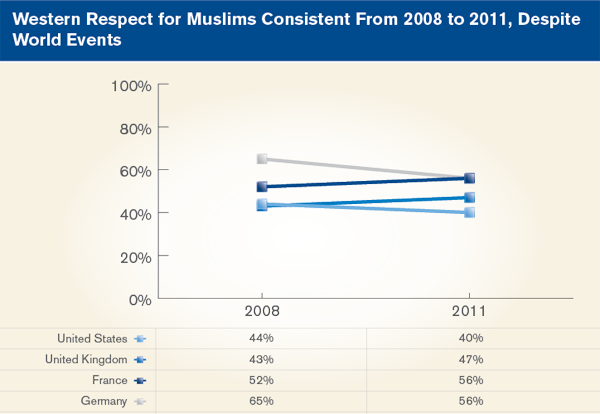 Western Respect for Muslims Consistent From 2008 to 2011, Despite
World Events
100%
80%
60%
40%
20%
0%
2008 2011
United States 44% 40%
United Kingdom 43% 47%
France 52% 56%
Germany 65% 56%